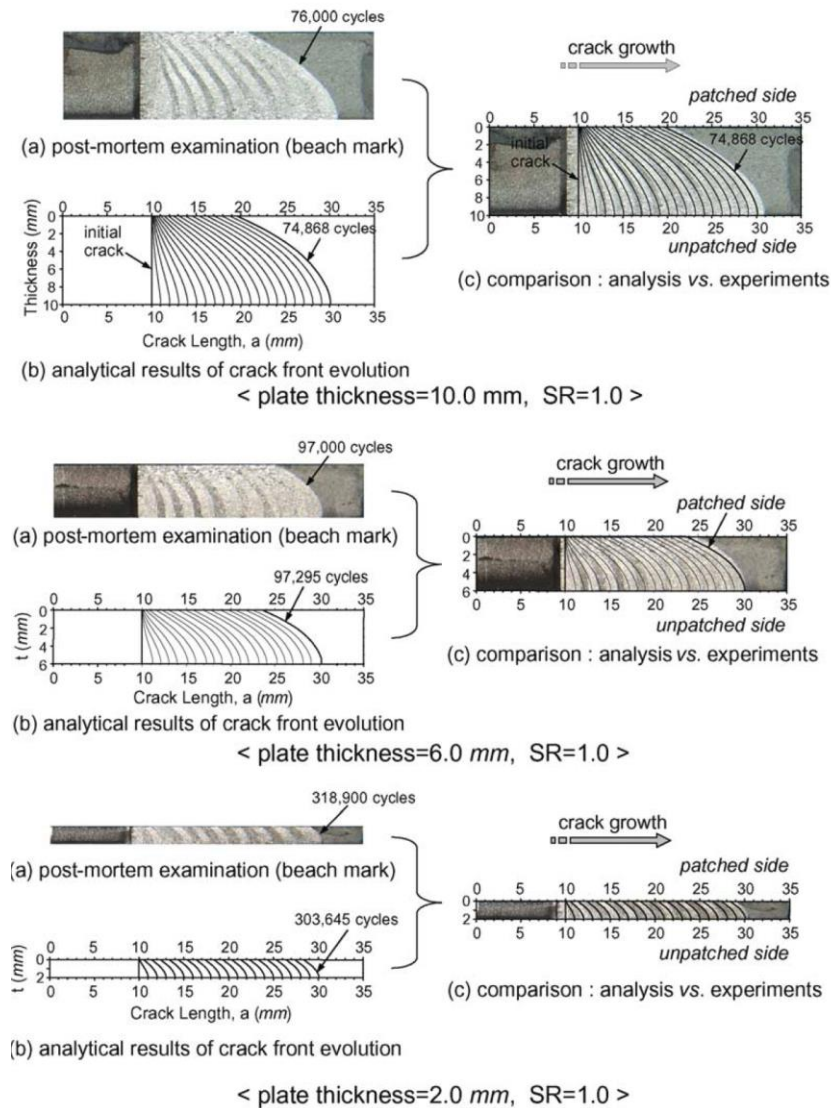 76,000 cycles
(a) post-mortem examination (beach mark)
0 5 10 15 20 25 30 35
Thickness (mm)
0
2
4
6
8
10
initial
crack
74,868 cycles
0 5 10 15 20 25 30 35
Crack Length, a (mm)
(b) analytical results of crack front evolution
crack growth
patched side
0 5 10 15 20 25 30 35
0
2
4
6
8
10
initial
crack
74,868 cycles
0 5 10 15 20 25 30 35
unpatched side
(c) comparison : analysis vs. experiments
< plate thickness=10.0 mm, SR=1.0 >
97,000 cycles
(a) post-mortem examination (beach mark)
97,295 cycles
0 5 10 15 20 25 30 35
t (mm)
0
2
4
6
0 5 10 15 20 25 30 35
Crack Length, a (mm)
(b) analytical results of crack front evolution
crack growth
patched side
0 5 10 15 20 25 30 35
0
2
4
6
0 5 10 15 20 25 30 35
unpatched side
(c) comparison : analysis vs. experiments
< plate thickness=6.0 mm, SR=1.0 >
318,900 cycles
(a) post-mortem examination (beach mark)
303,645 cycles
0 5 10 15 20 25 30 35
t (mm)
0
2
0 5 10 15 20 25 30 35
Crack Length, a (mm)
(b) analytical results of crack front evolution
crack growth
patched side
0 5 10 15 20 25 30 35
0
2
0 5 10 15 20 25 30 35
unpatched side
(c) comparison : analysis vs. experiments
< plate thickness=2.0 mm, SR=1.0 >